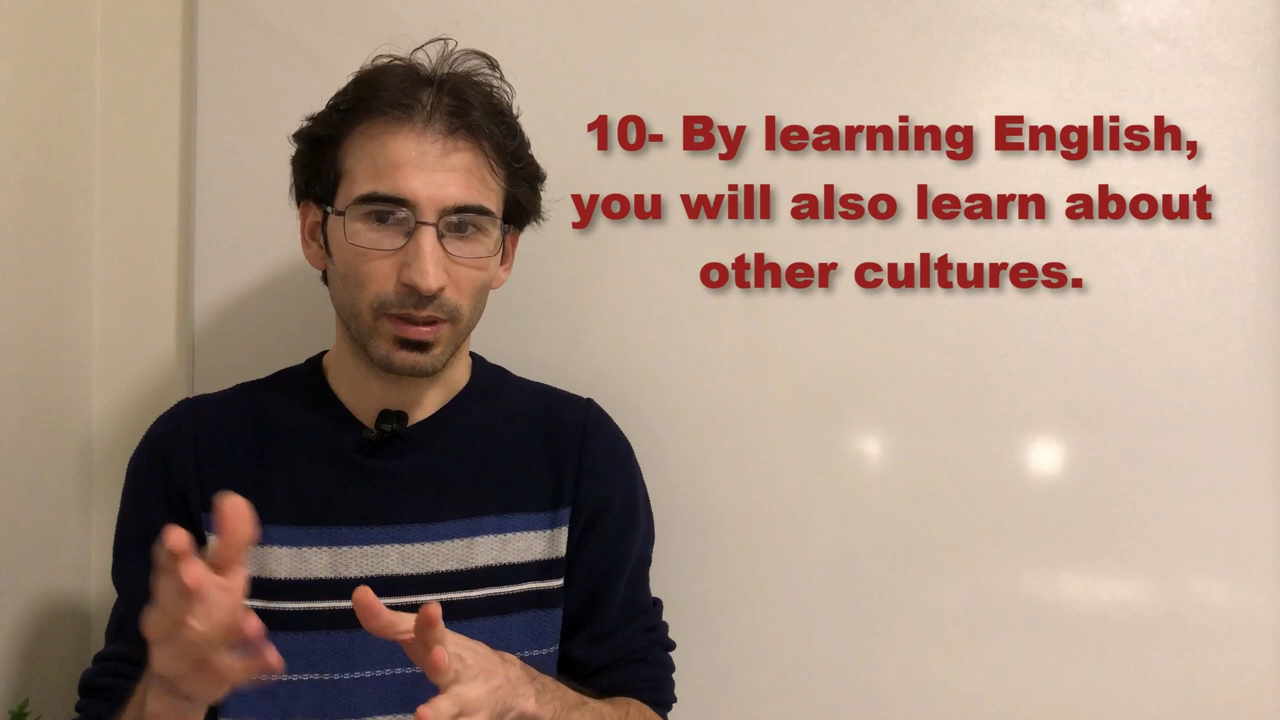 10- By learning English,
you will also learn about
other cultures.